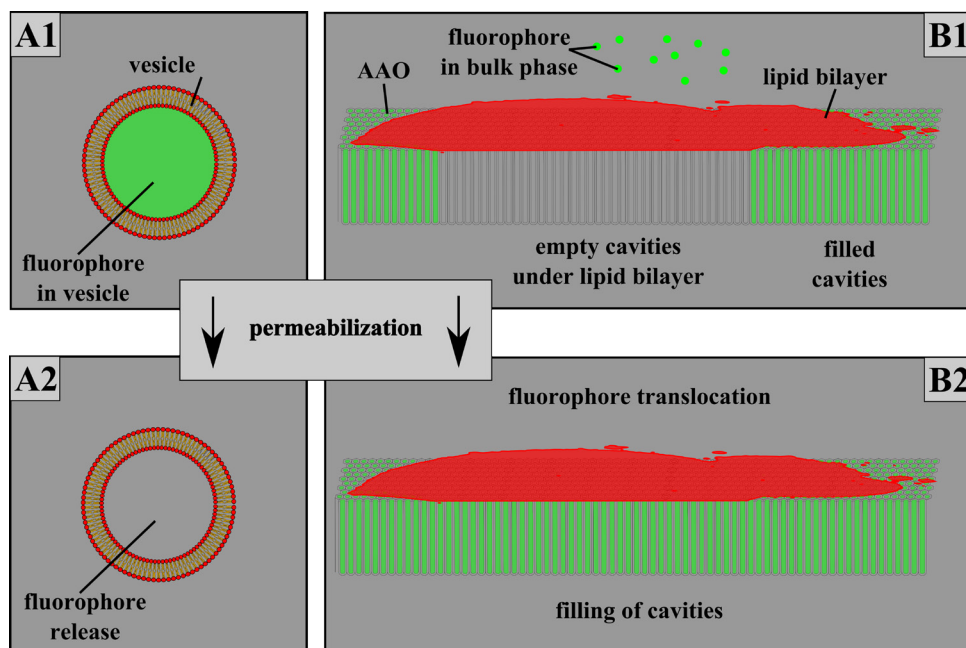 A1
vesicle
fluorophore
in vesicle
B1
fluorophore
in bulk phase
AAO
lipid bilayer
empty cavities
under lipid bilayer
filled
cavities
permeabilization
A2
fluorophore
release
B2
fluorophore translocation
filling of cavities